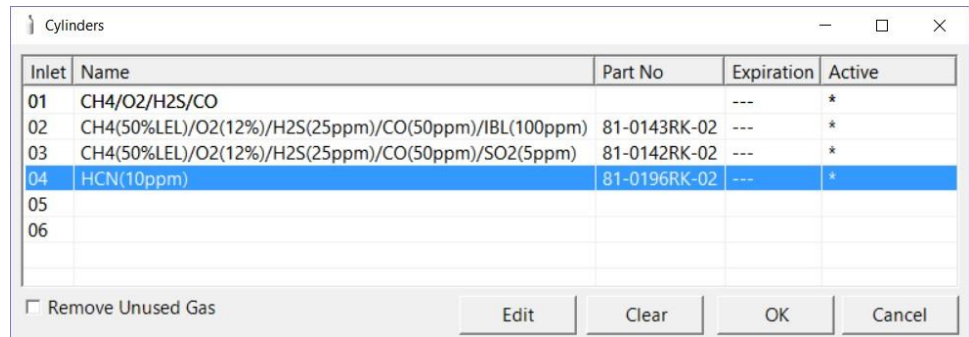 Cylinders
Inlet Name Part No Expiration Active
01 CH4/O2/H2S/CO --- *
02 CH4(50%LEL)/O2(12%)/H2S(25ppm)/CO(50ppm)/IBL(100ppm) 81-0143RK-02 --- *
03 CH4(50%LEL)/O2(12%)/H2S(25ppm)/CO(50ppm)/SO2(5ppm) 81-0142RK-02 --- *
04 HCN(10ppm) 81-0196RK-02 --- *
05
06
Remove Unused Gas Edit Clear OK Cancel